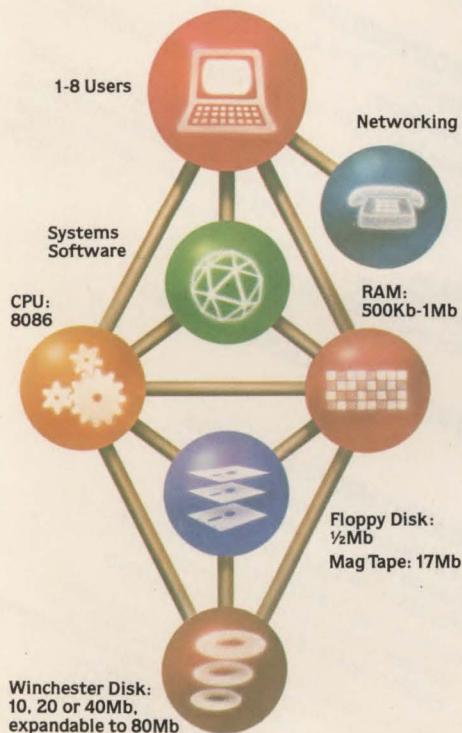 1-8 Users
Networking
Systems
Software
CPU:
8086
RAM:
500Kb-1Mb
Floppy Disk:
½Mb
Mag Tape: 17Mb
Winchester Disk:
10, 20 or 40Mb,
expandable to 80Mb